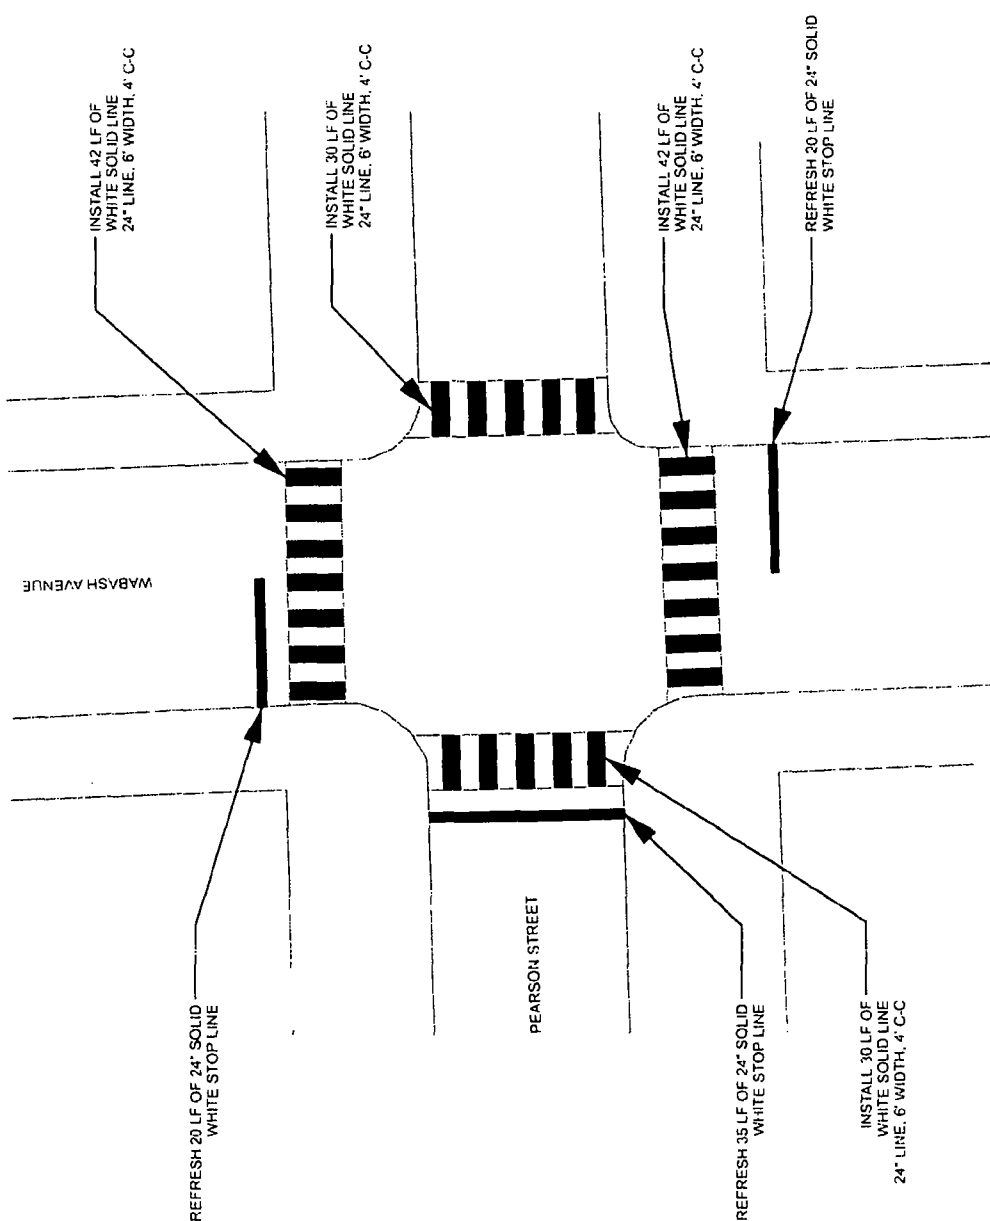 INSTALL 42 LF OF
WHITE SOLID LINE
24" LINE, 6' WIDTH, 4' C-C
INSTALL 30 LF OF
WHITE SOLID LINE
24" LINE, 6' WIDTH, 4' C-C
INSTALL 42 LF OF
WHITE SOLID LINE
24" LINE, 6' WIDTH, 4' C-C
REFRESH 20 LF OF 24" SOLID
WHITE STOP LINE
WABASH AVENUE
PEARSON STREET
REFRESH 20 LF OF 24" SOLID
WHITE STOP LINE
REFRESH 35 LF OF 24" SOLID
WHITE STOP LINE
INSTALL 30 LF OF
WHITE SOLID LINE
24" LINE, 6' WIDTH, 4' C-C